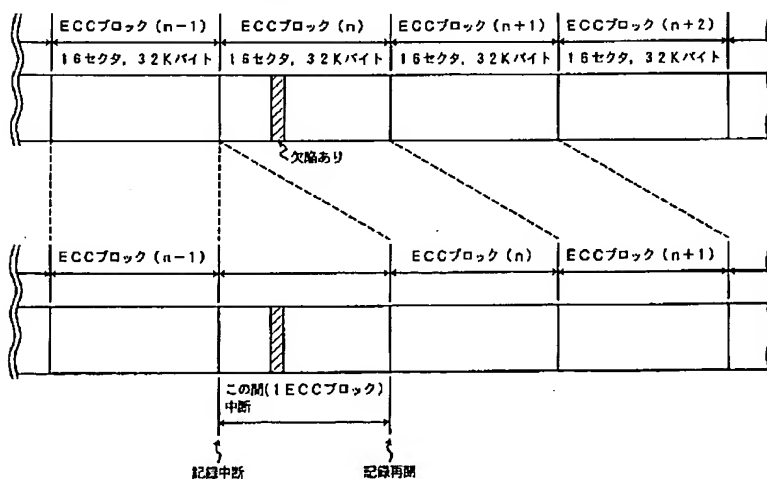 ECCブロック (n−1) ECCブロック (n) ECCブロック (n+1) ECCブロック (n+2)
16セクタ, 32Kバイト 16セクタ, 32Kバイト 16セクタ, 32Kバイト 16セクタ, 32Kバイト
欠陥あり
ECCブロック (n−1) ECCブロック (n) ECCブロック (n+1)
この間(1ECCブロック)
中断
記録中断 記録再開